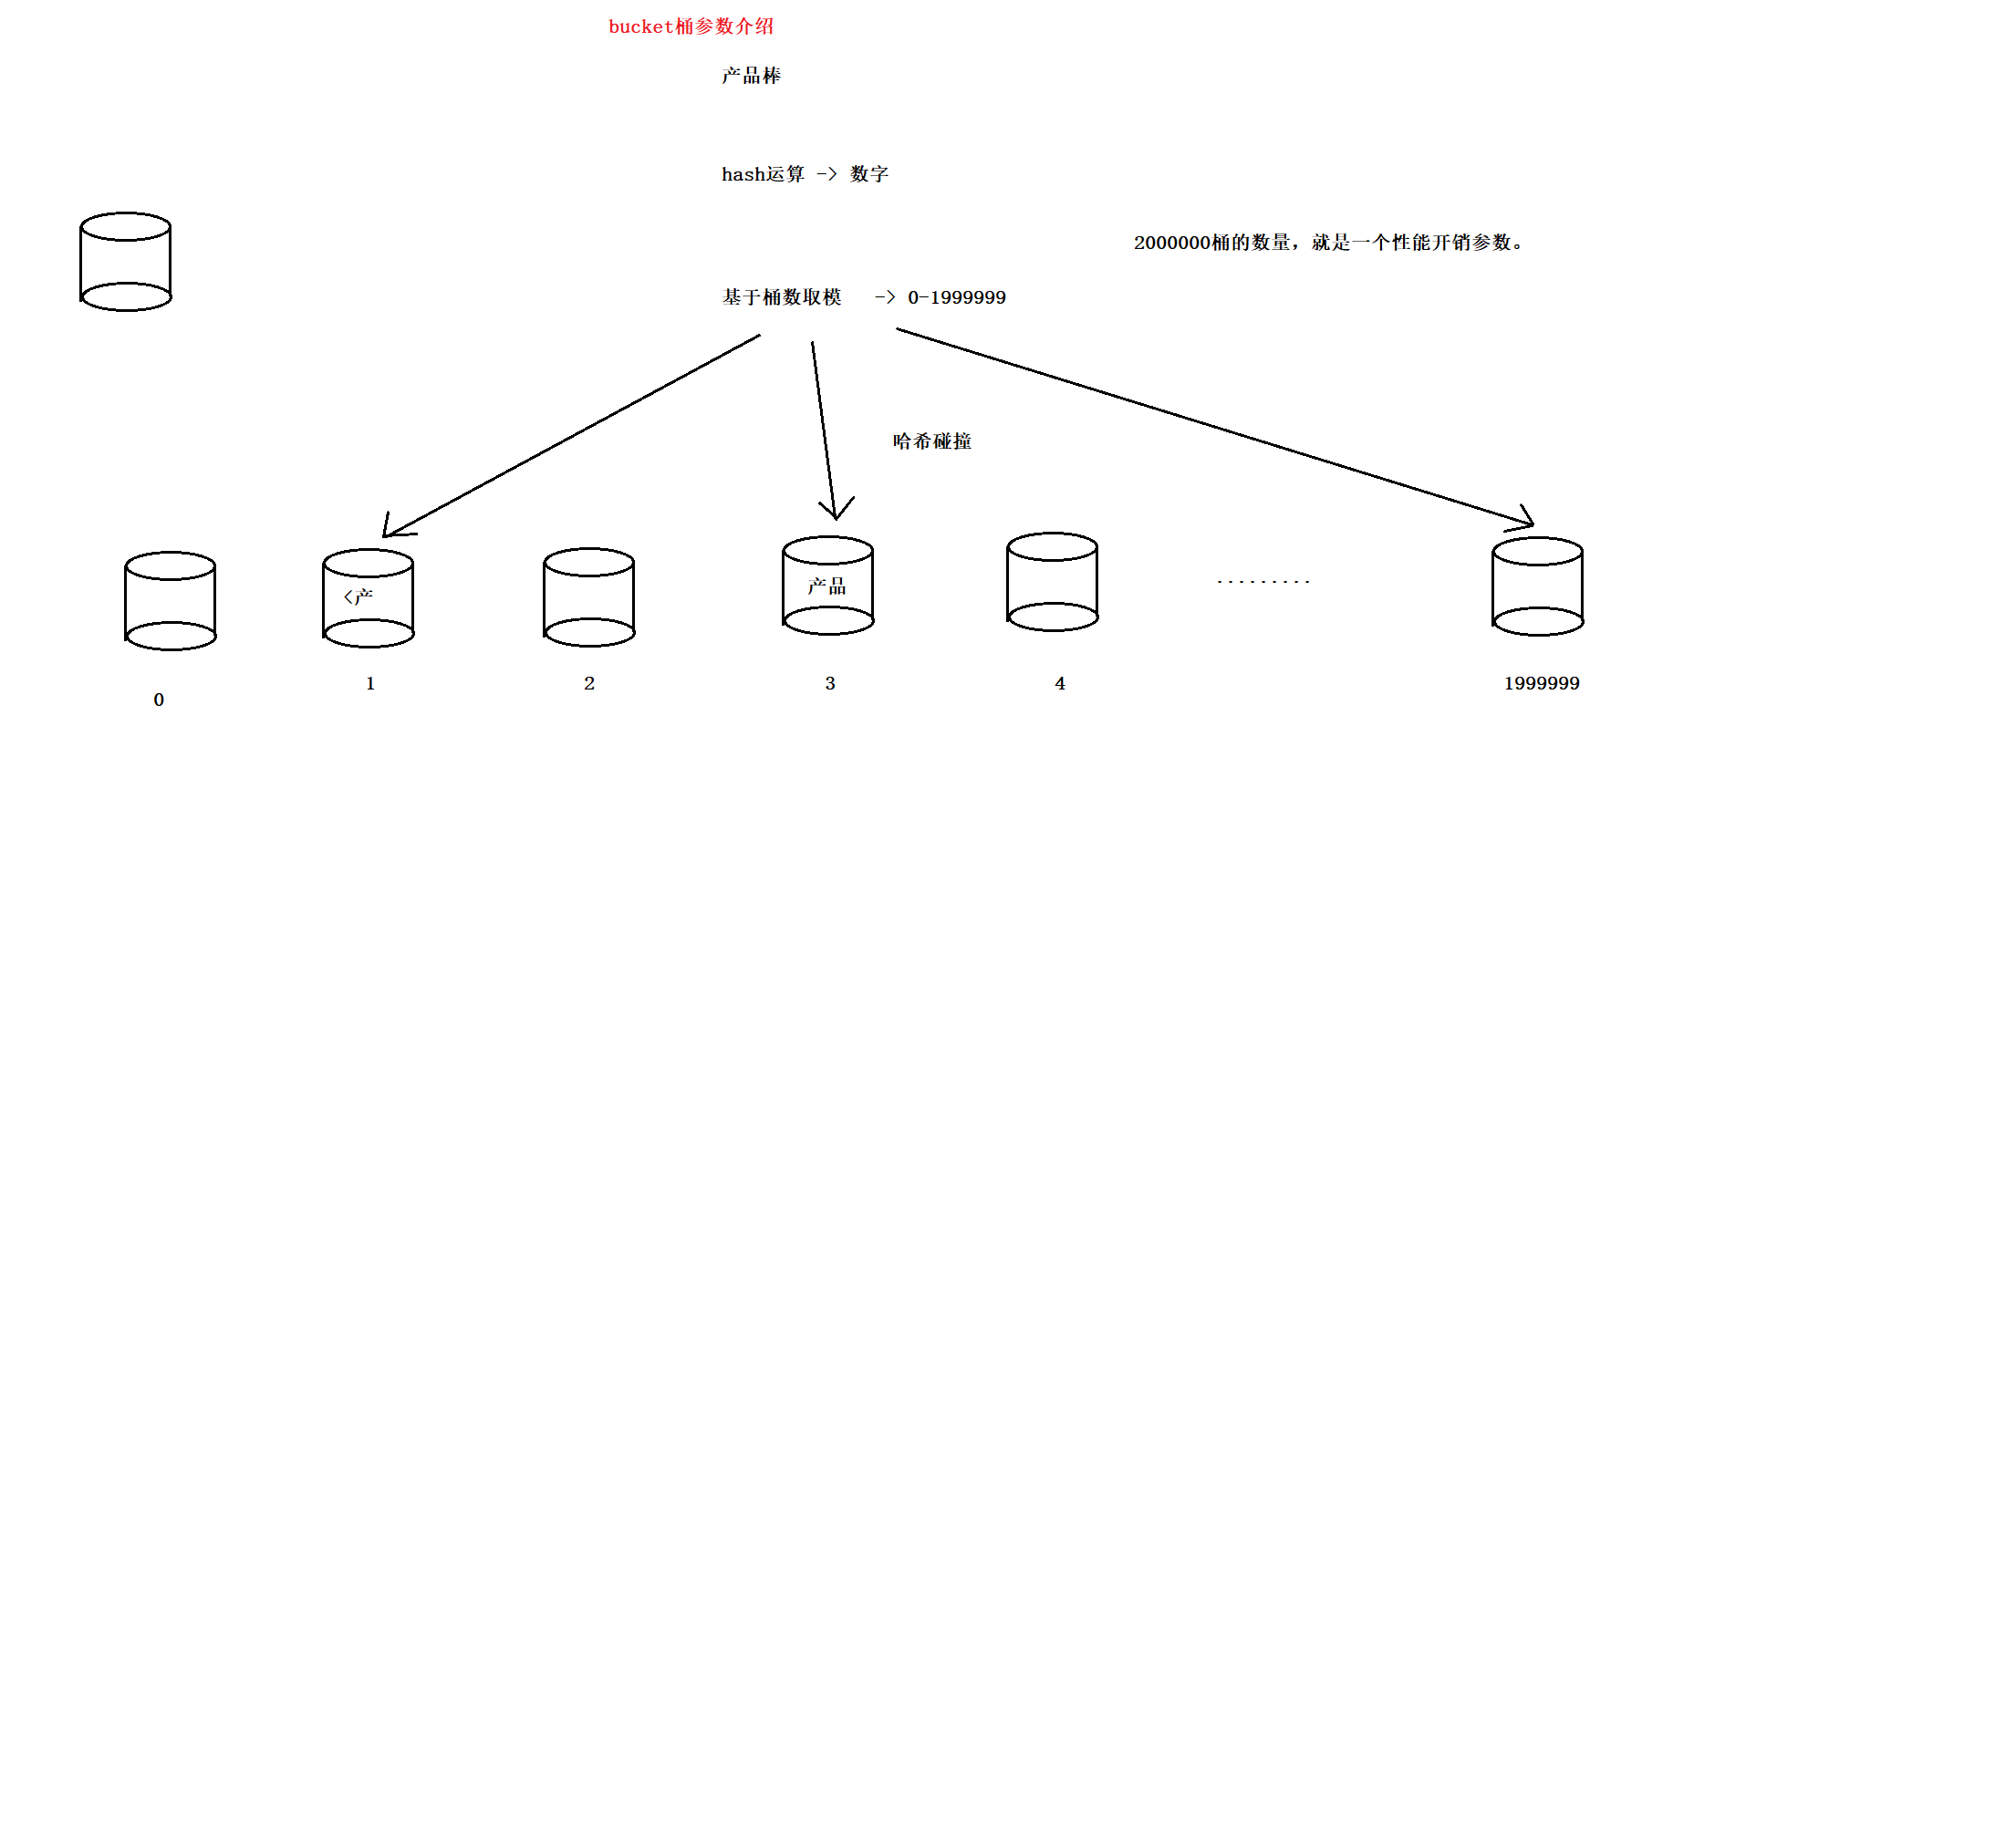 bucket桶参数介绍
产品棒
hash运算 -> 数字
2000000桶的数量，就是一个性能开销参数。
基于桶数取模 -> 0-1999999
哈希碰撞
<产
产品
.........
0
1
2
3
4
1999999